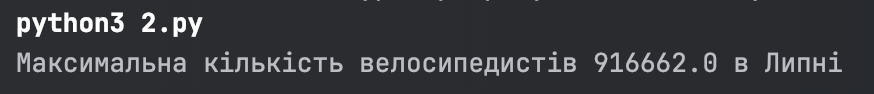 python3 2.py
Максимальна кількість велосипедистів 916662.0 в Липні